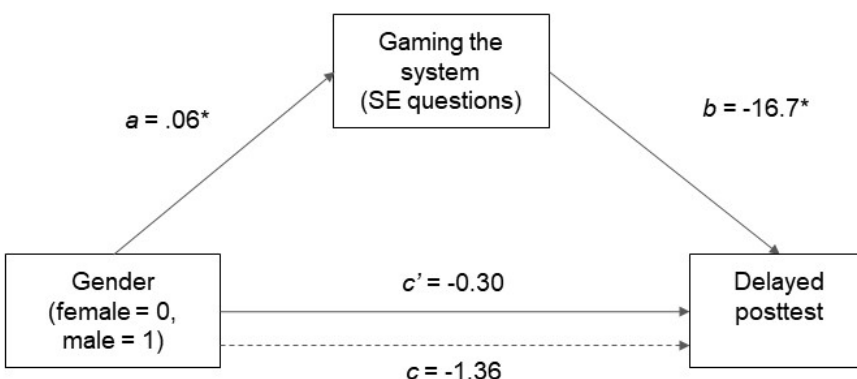 Gaming the
system
(SE questions)
a = .06*
b = -16.7*
Gender
(female = 0,
male = 1)
c’ = -0.30
Delayed
posttest
c = -1.36